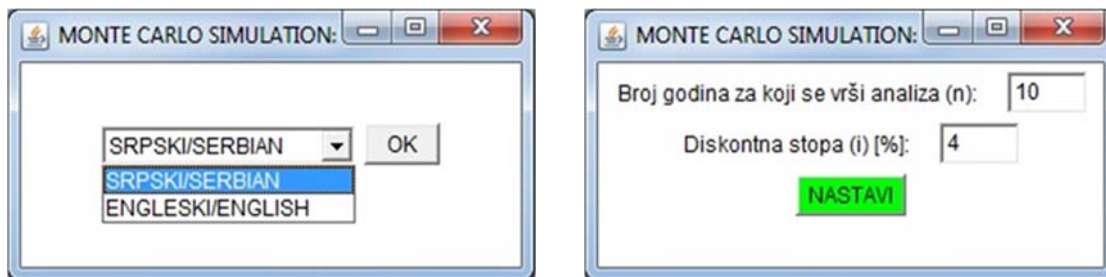 MONTE CARLO SIMULATION:
SRPSKI/SERBIAN
OK
SRPSKI/SERBIAN
ENGLESKI/ENGLISH
MONTE CARLO SIMULATION:
Broj godina za koji se vrši analiza (n):
10
Diskontna stopa (i) [%]:
4
NASTAVI